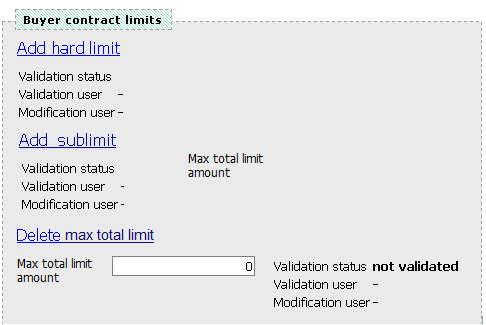 Buyer contract limits
Add hard limit
Validation status
Validation user –
Modification user –
Add sublimit
Validation status
Validation user -
Modification user -
Max total limit
amount
Delete max total limit
Max total limit
amount
0
Validation status not validated
Validation user –
Modification user –